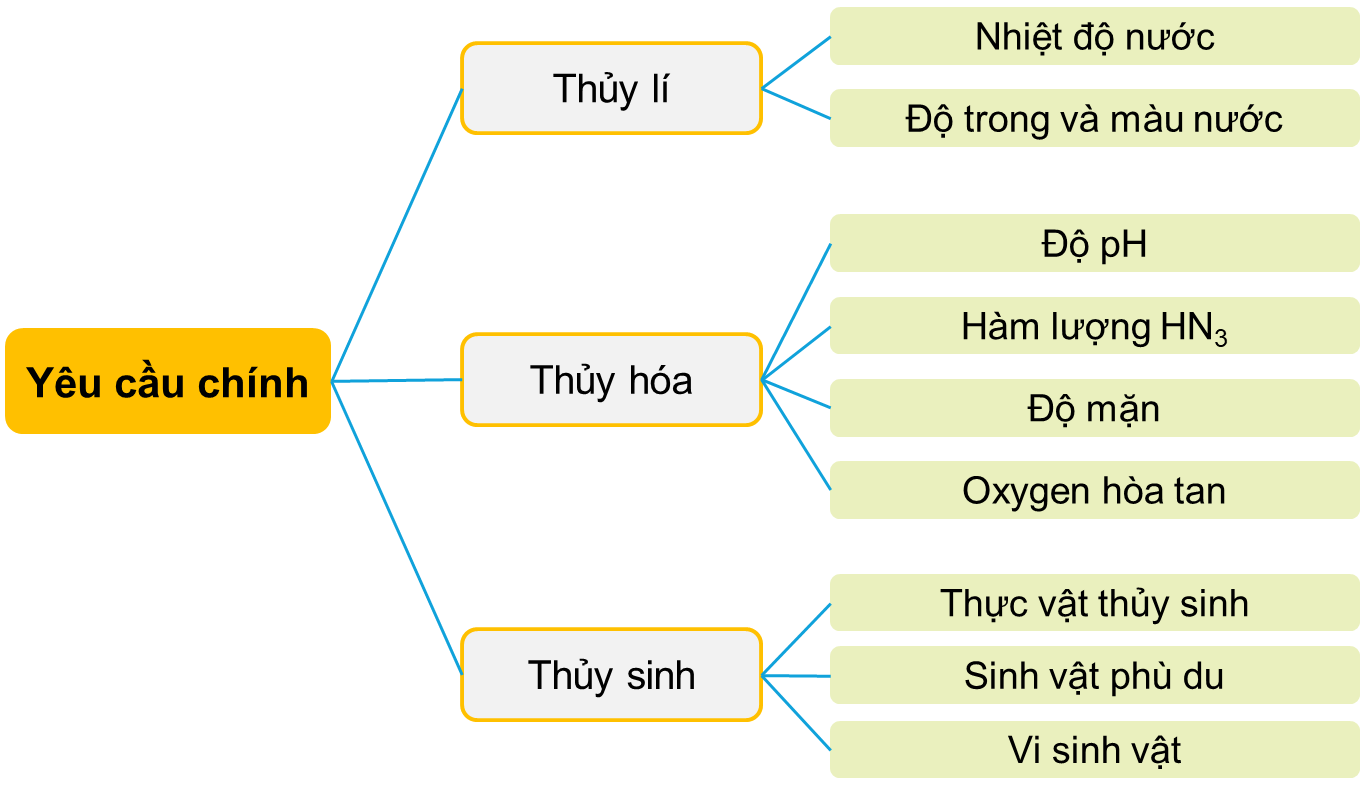 Yêu cầu chính
Thủy lí
Nhiệt độ nước
Độ trong và màu nước
Thủy hóa
Độ pH
Hàm lượng HN₃
Độ mặn
Oxygen hòa tan
Thủy sinh
Thực vật thủy sinh
Sinh vật phù du
Vi sinh vật